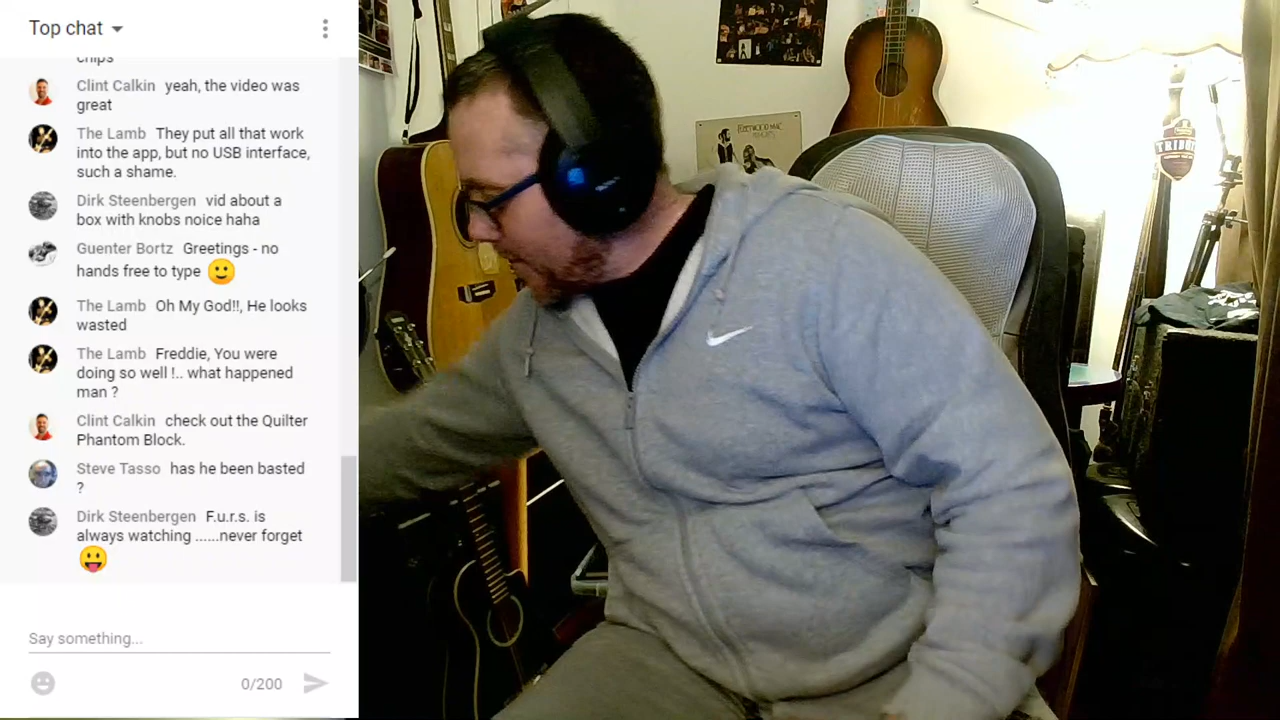 Top chat
chips
Clint Calkin yeah, the video was
great
The Lamb They put all that work
into the app, but no USB interface,
such a shame.
Dirk Steenbergen vid about a
box with knobs noice haha
Guenter Bortz Greetings - no
hands free to type 🙂
The Lamb Oh My God!!, He looks
wasted
The Lamb Freddie, You were
doing so well !.. what happened
man ?
Clint Calkin check out the Quilter
Phantom Block.
Steve Tasso has he been basted
?
Dirk Steenbergen F.u.r.s. is
always watching ......never forget
😛
Say something...
0/200
FLEETWOOD MAC
RUMOURS
TRIBUTE